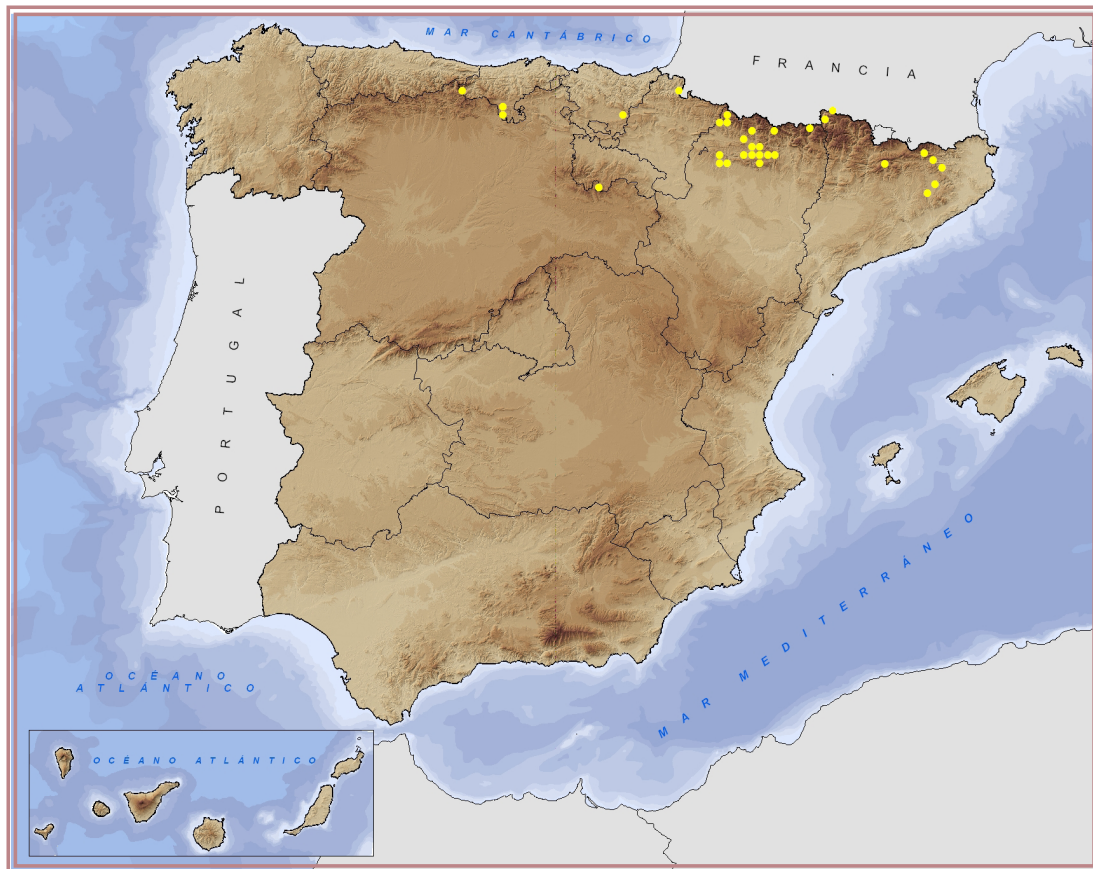 MAR CANTÁBRICO
FRANCIA
PORTUGAL
MAR MEDITERRÁNEO
OCÉANO
ATLÁNTICO
OCÉANO ATLÁNTICO